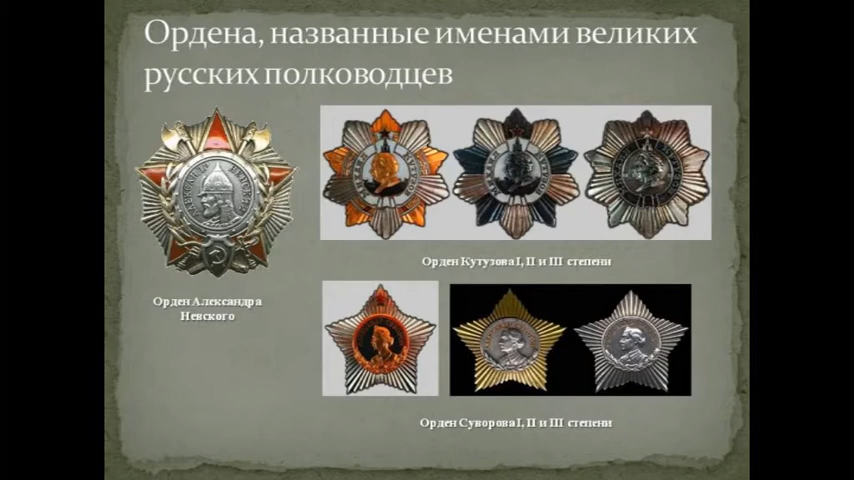 Ордена, названные именами великих
русских полководцев
Орден Кутузова I, II и III степени
Орден Александра
Невского
Орден Суворова I, II и III степени